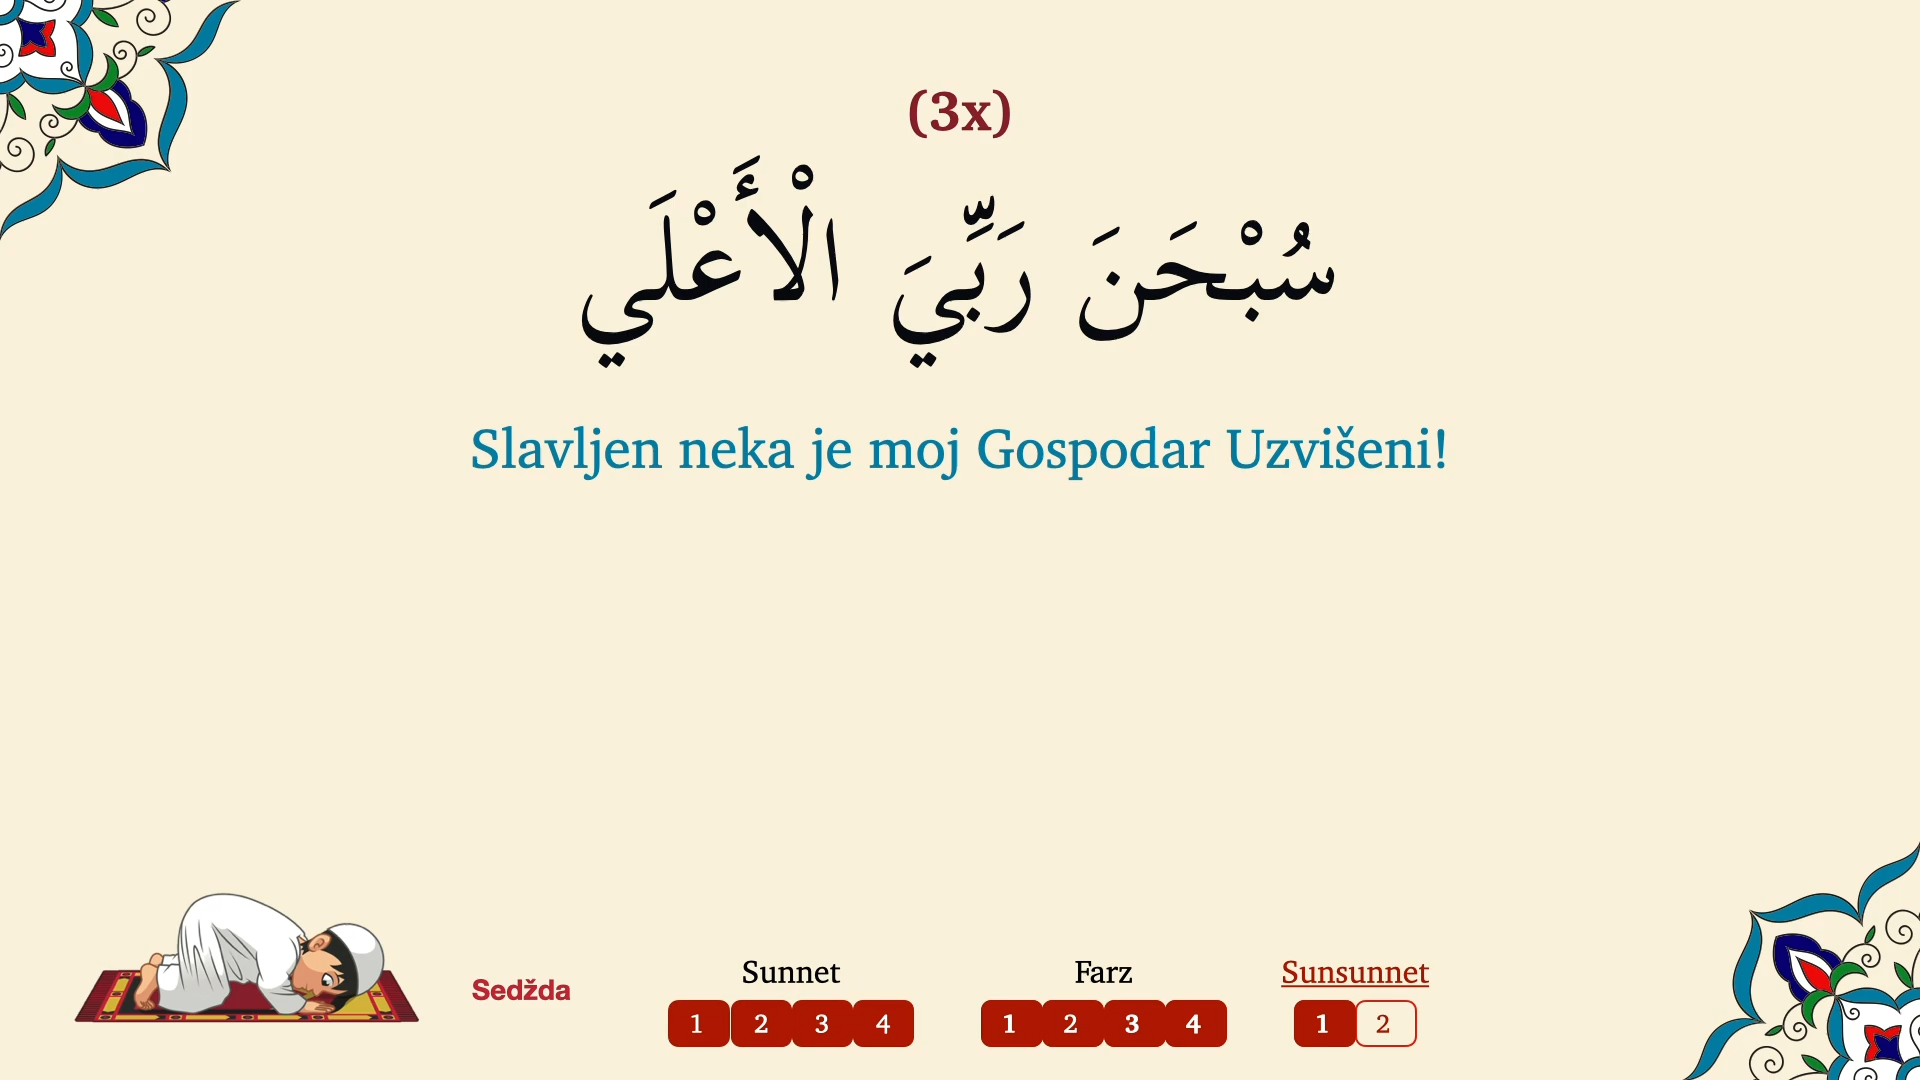 (3x)
سُبْحَنَ رَبِّيَ الْأَعْلَي
Slavljen neka je moj Gospodar Uzvišeni!
Sedžda
Sunnet Farz Sunsunnet
1 2 3 4 1 2 3 4 1 2